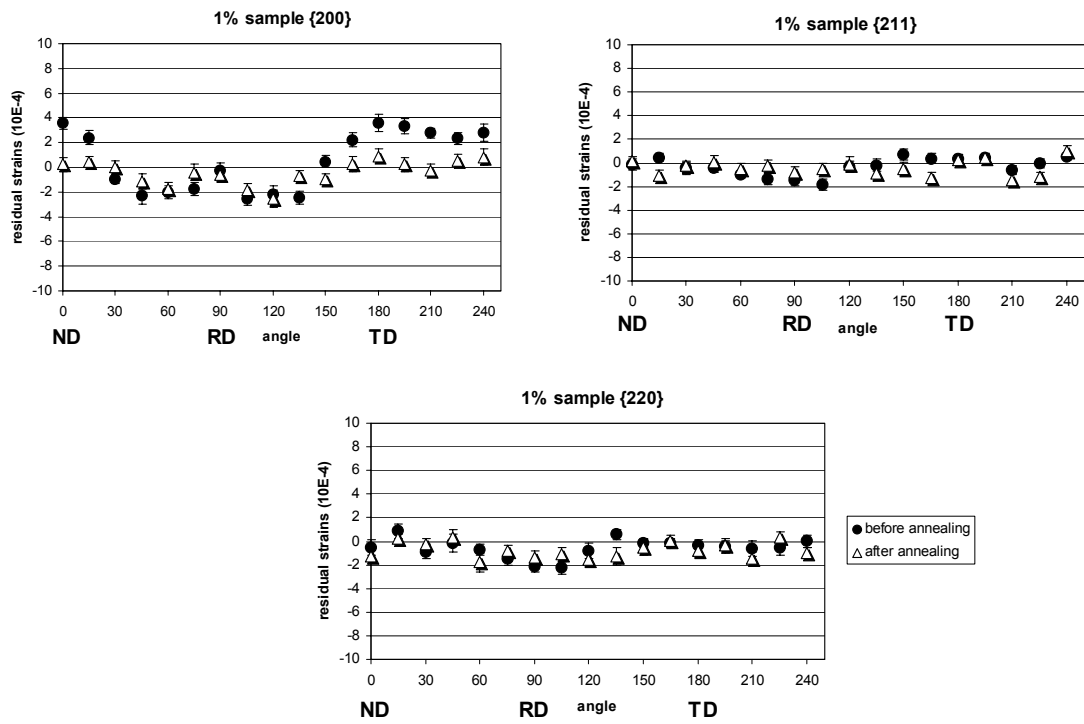 1% sample {200}
10
8
6
4
2
0
-2
-4
-6
-8
-10
residual strains (10E-4)
0 30 60 90 120 150 180 210 240
ND RD angle TD
1% sample {211}
10
8
6
4
2
0
-2
-4
-6
-8
-10
residual strains (10E-4)
0 30 60 90 120 150 180 210 240
ND RD angle TD
1% sample {220}
10
8
6
4
2
0
-2
-4
-6
-8
-10
residual strains (10E-4)
0 30 60 90 120 150 180 210 240
ND RD angle TD
before annealing
after annealing